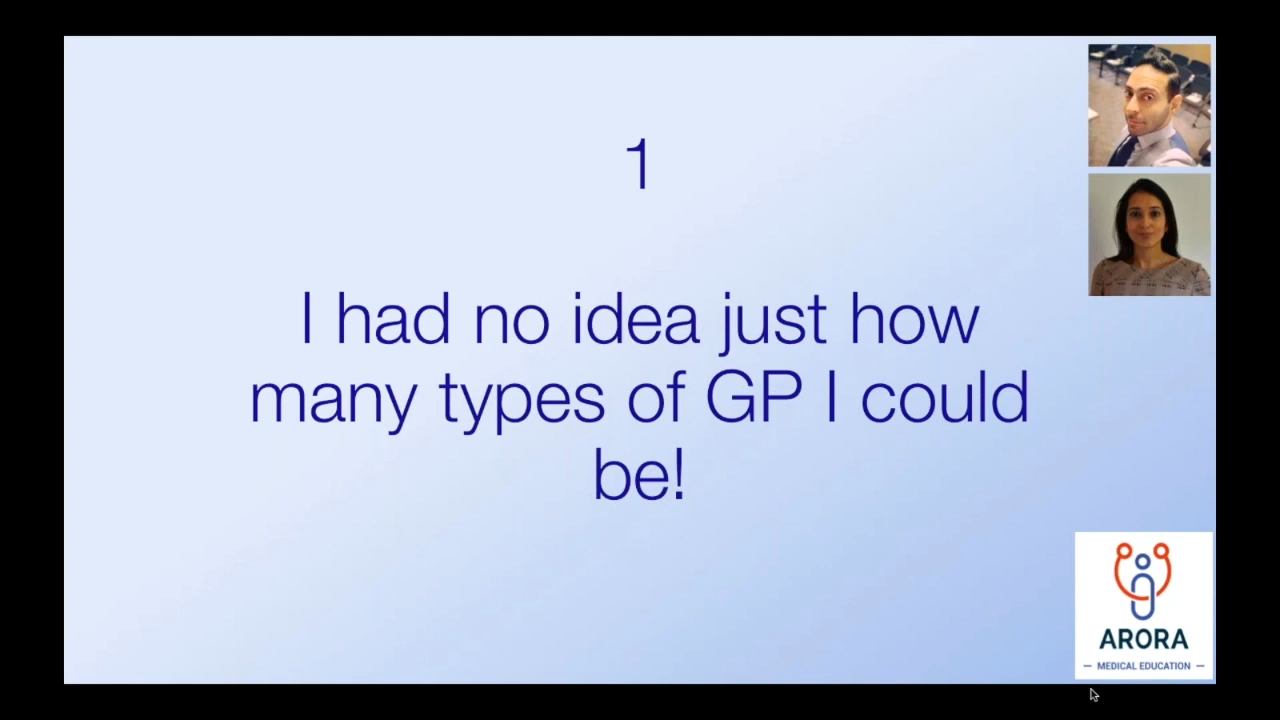 1
I had no idea just how
many types of GP I could
be!
ARORA
MEDICAL EDUCATION